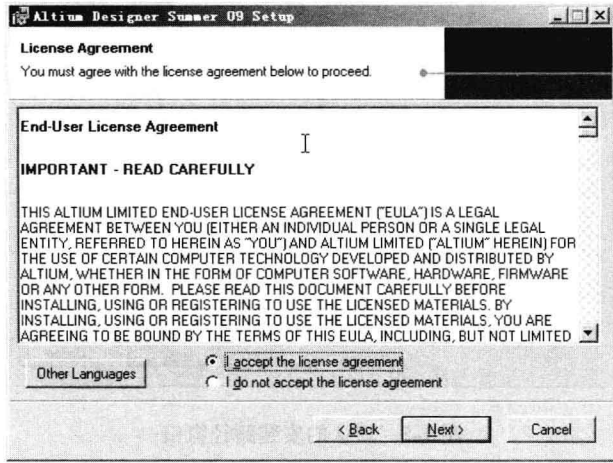 Altium Designer Summer 09 Setup
License Agreement
You must agree with the license agreement below to proceed.
End-User License Agreement
IMPORTANT - READ CAREFULLY
THIS ALTIUM LIMITED END-USER LICENSE AGREEMENT ("EULA") IS A LEGAL
AGREEMENT BETWEEN YOU (EITHER AN INDIVIDUAL PERSON OR A SINGLE LEGAL
ENTITY, REFERRED TO HEREIN AS "YOU") AND ALTIUM LIMITED ("ALTIUM" HEREIN) FOR
THE USE OF CERTAIN COMPUTER TECHNOLOGY DEVELOPED AND DISTRIBUTED BY
ALTIUM, WHETHER IN THE FORM OF COMPUTER SOFTWARE, HARDWARE, FIRMWARE
OR ANY OTHER FORM. PLEASE READ THIS DOCUMENT CAREFULLY BEFORE
INSTALLING, USING OR REGISTERING TO USE THE LICENSED MATERIALS. BY
INSTALLING, USING OR REGISTERING TO USE THE LICENSED MATERIALS, YOU ARE
AGREEING TO BE BOUND BY THE TERMS OF THIS EULA, INCLUDING, BUT NOT LIMITED
Other Languages
I accept the license agreement
I do not accept the license agreement
< Back
Next >
Cancel